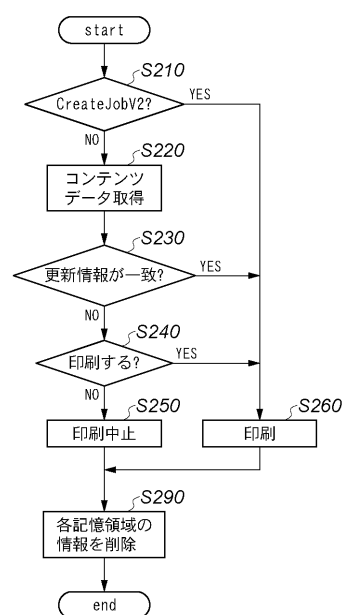 start
S210
CreateJobV2?
YES
NO
S220
コンテンツ
データ取得
S230
更新情報が一致?
YES
NO
S240
印刷する?
YES
NO
S250
印刷中止
S260
印刷
S290
各記憶領域の
情報を削除
end